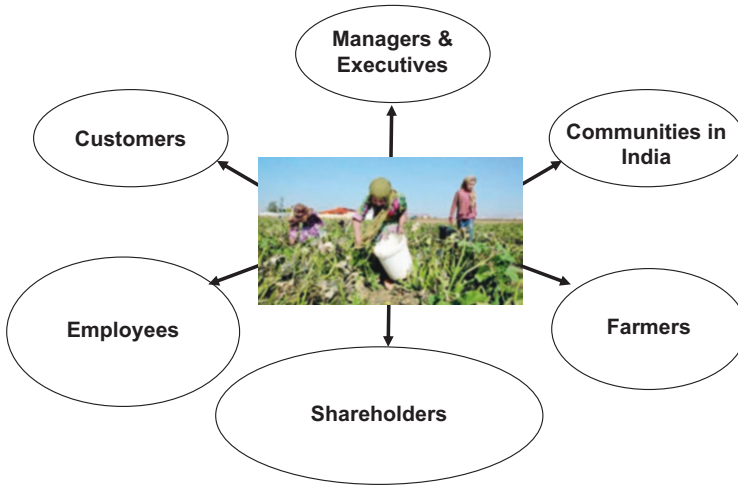 Managers &
Executives
Customers
Communities in
India
Employees
Farmers
Shareholders